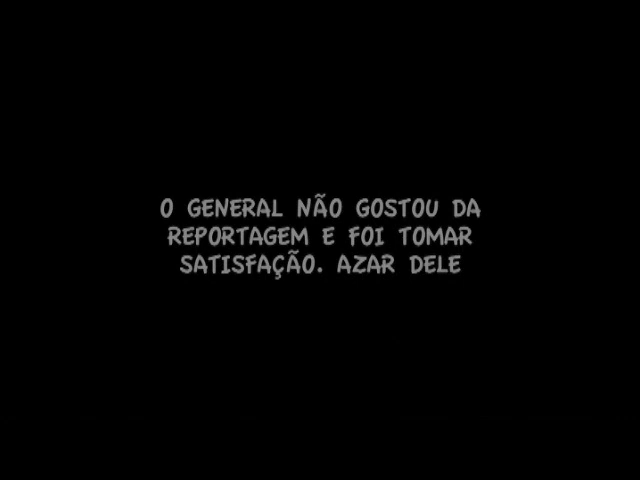 O GENERAL NÃO GOSTOU DA
REPORTAGEM E FOI TOMAR
SATISFAÇÃO. AZAR DELE